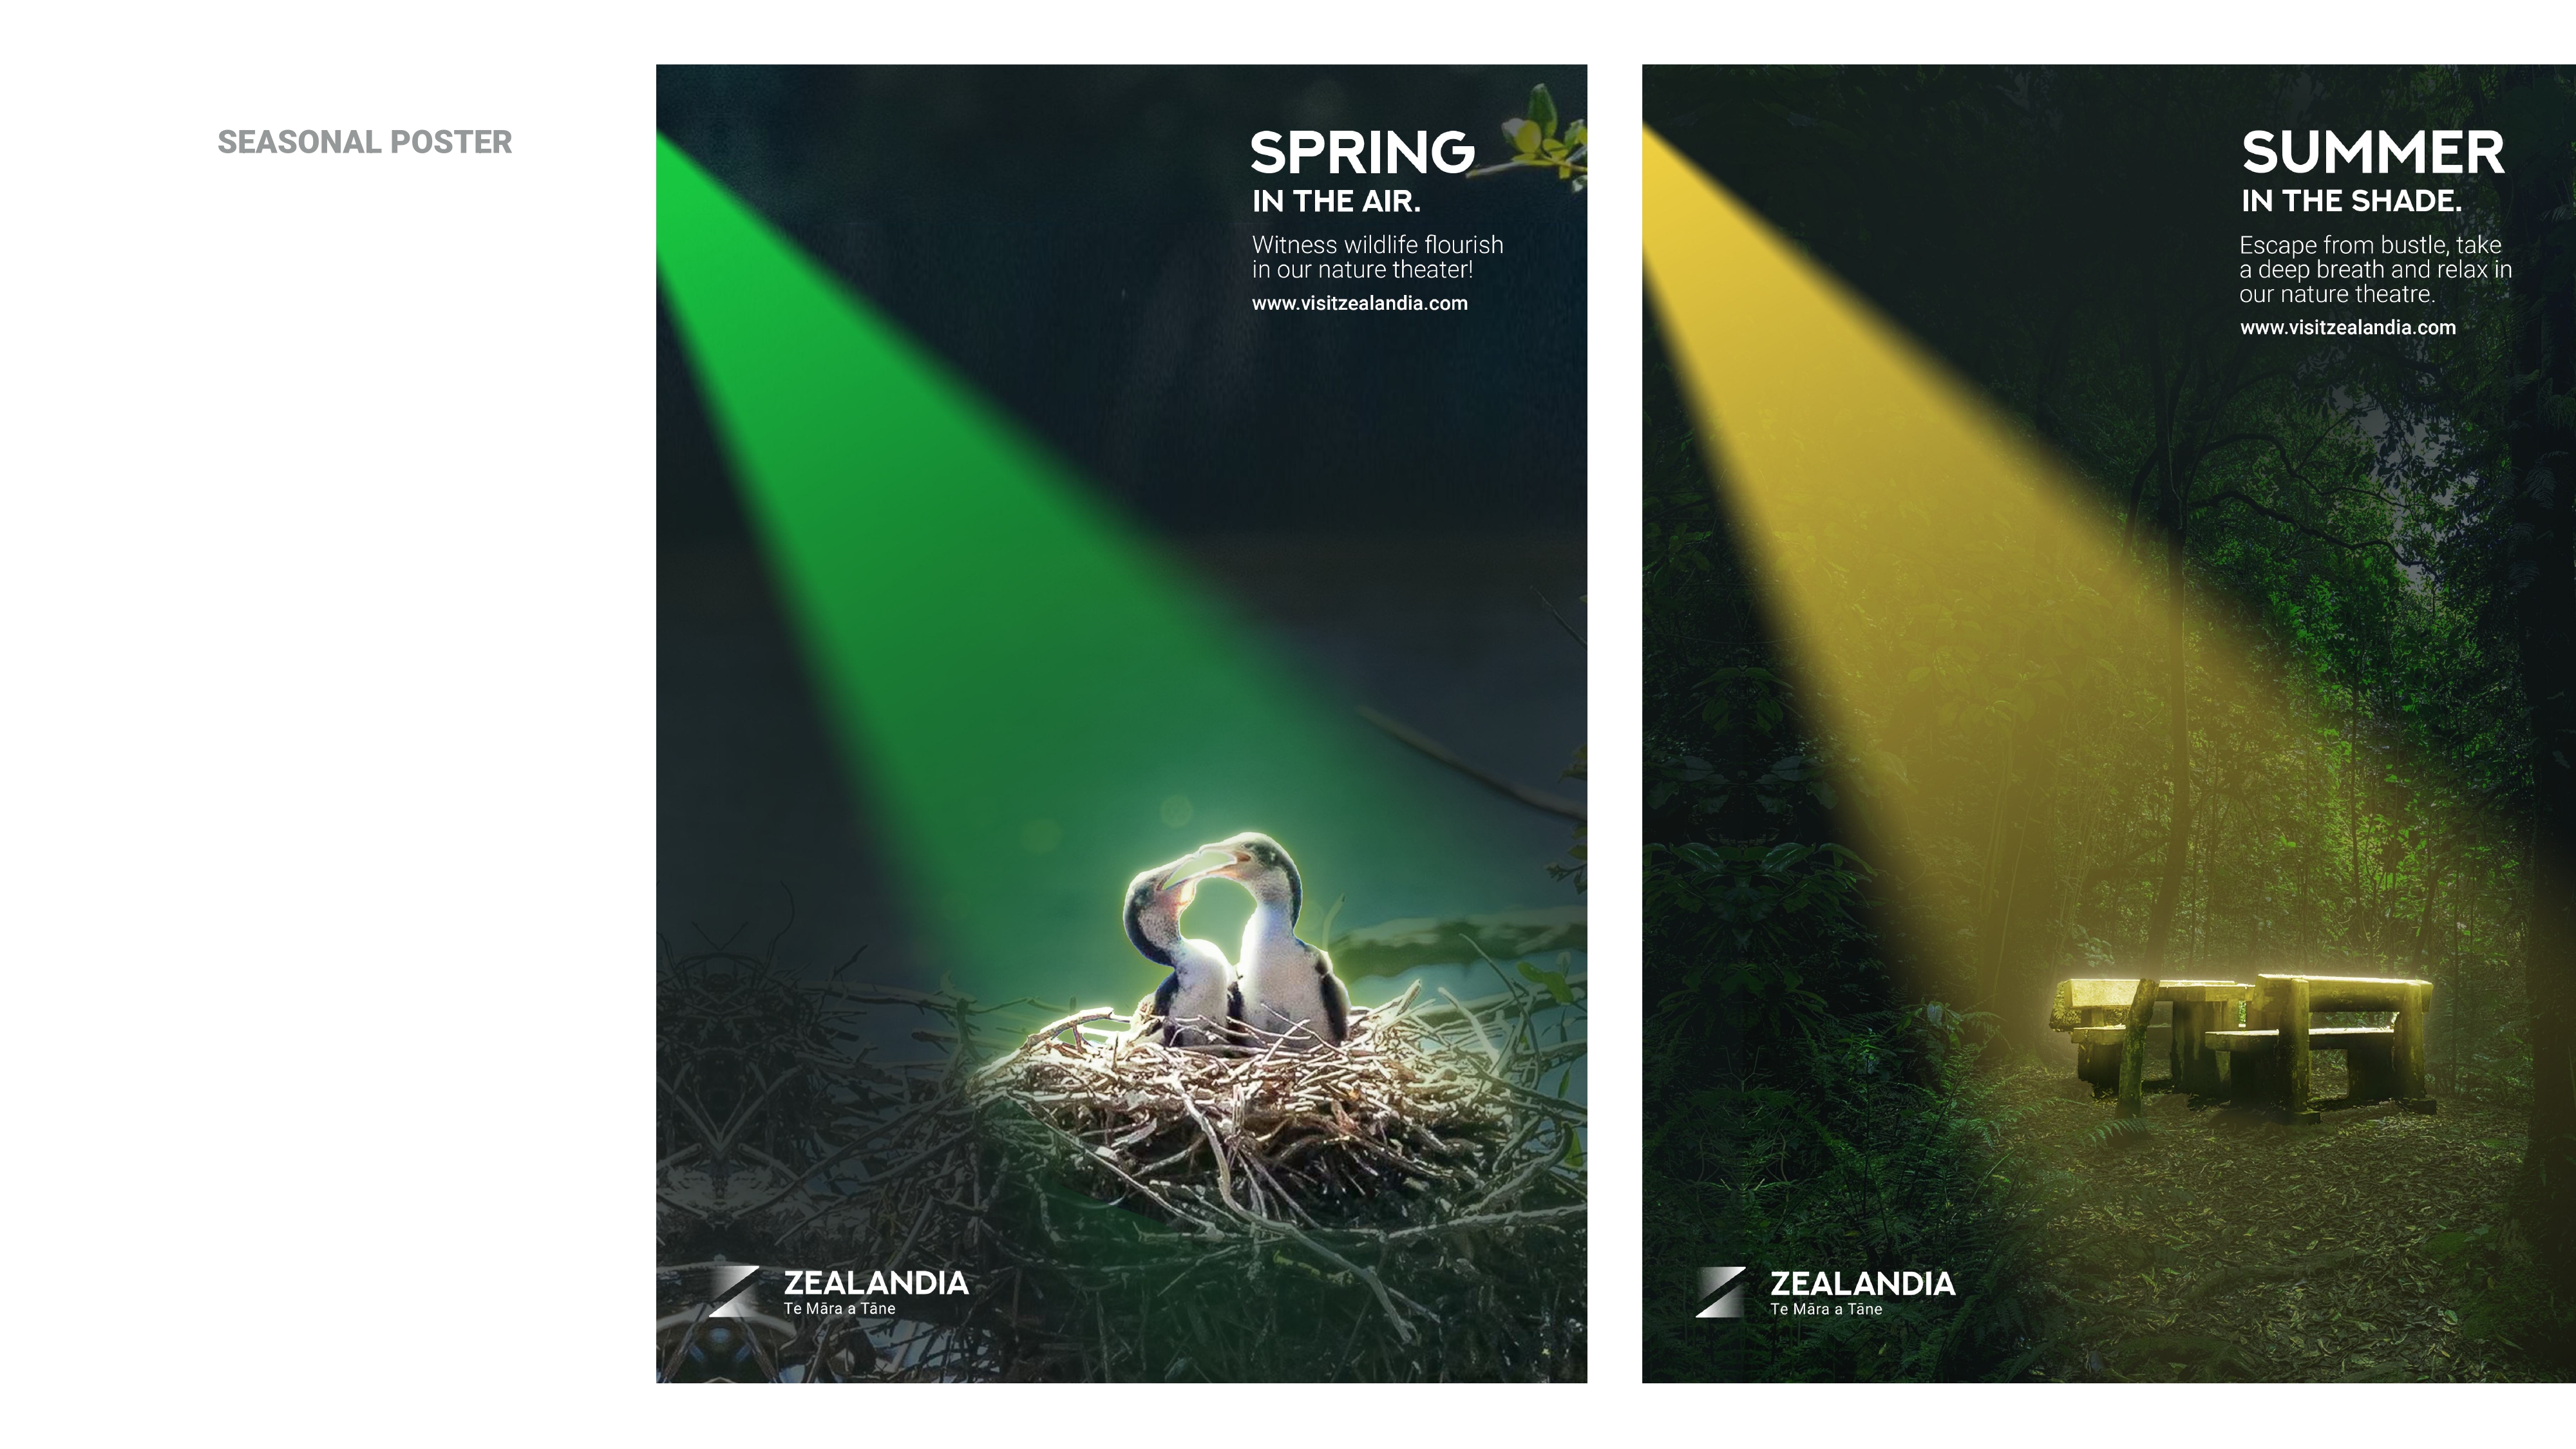 SEASONAL POSTER
SPRING
IN THE AIR.
Witness wildlife flourish
in our nature theater!
www.visitzealandia.com
ZEALANDIA
Te Māra a Tāne
SUMMER
IN THE SHADE.
Escape from bustle, take
a deep breath and relax in
our nature theatre.
www.visitzealandia.com
ZEALANDIA
Te Māra a Tāne